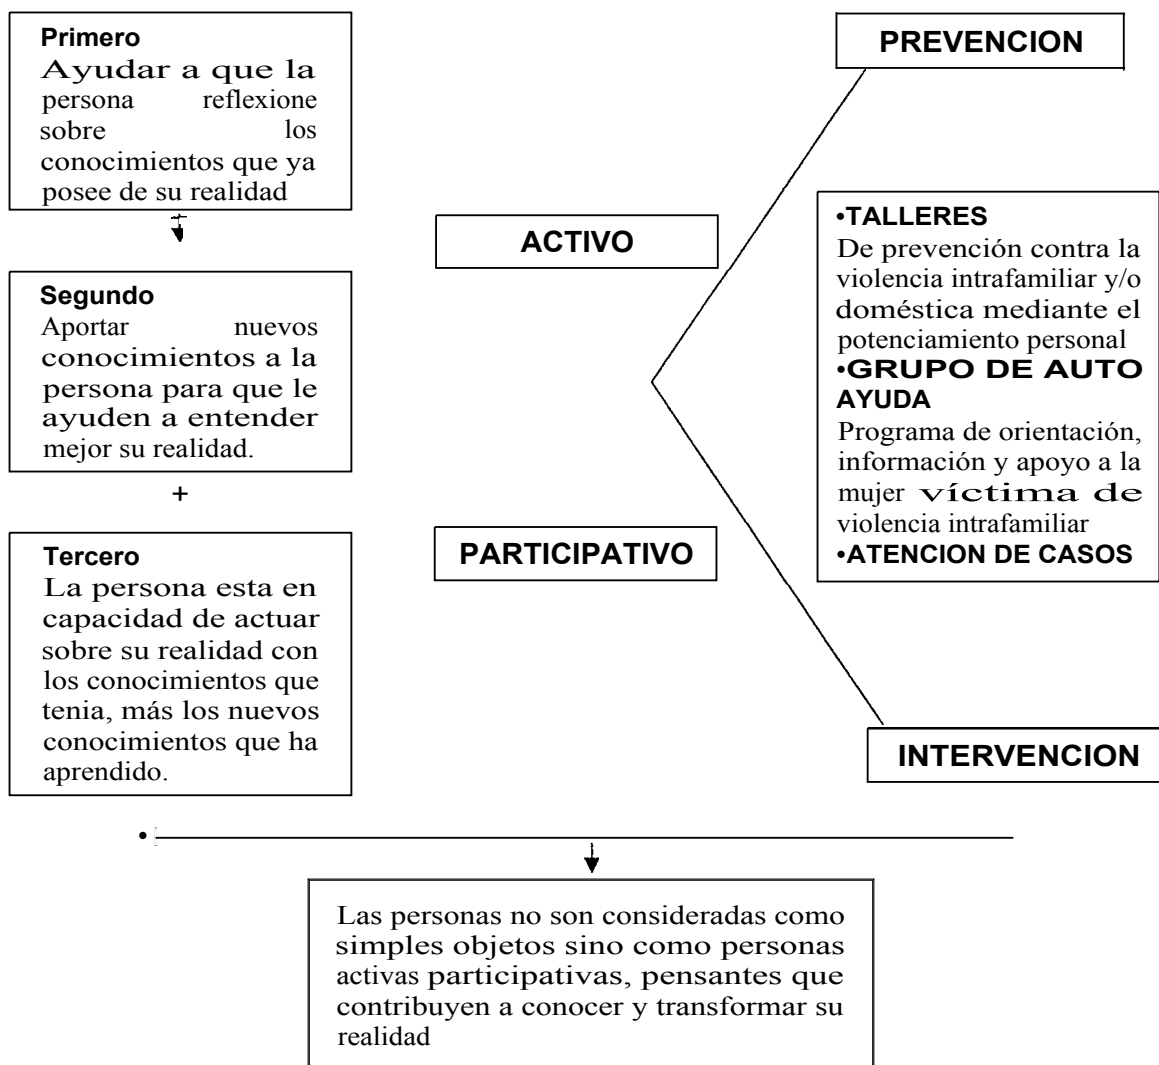 Primero
Ayudar a que la
persona reflexione
sobre los
conocimientos que ya
posee de su realidad
Segundo
Aportar nuevos
conocimientos a la
persona para que le
ayuden a entender
mejor su realidad.
+
Tercero
La persona esta en
capacidad de actuar
sobre su realidad con
los conocimientos que
tenia, más los nuevos
conocimientos que ha
aprendido.
ACTIVO
PARTICIPATIVO
PREVENCION
•TALLERES
De prevención contra la
violencia intrafamiliar y/o
doméstica mediante el
potenciamiento personal
•GRUPO DE AUTO
AYUDA
Programa de orientación,
información y apoyo a la
mujer víctima de
violencia intrafamiliar
•ATENCION DE CASOS
INTERVENCION
•
Las personas no son consideradas como
simples objetos sino como personas
activas participativas, pensantes que
contribuyen a conocer y transformar su
realidad